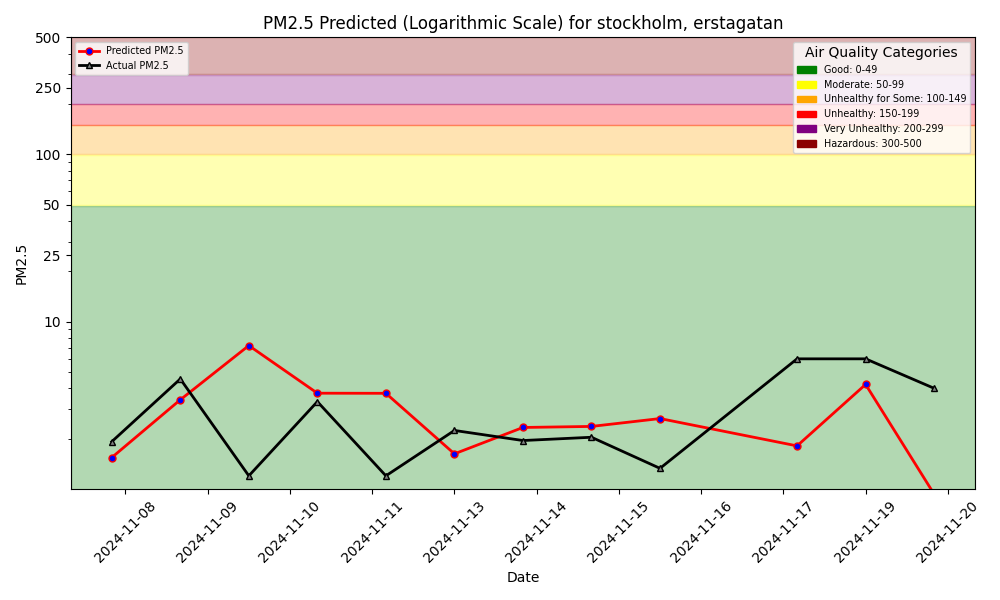 PM2.5 Predicted (Logarithmic Scale) for stockholm, erstagatan
Predicted PM2.5
Actual PM2.5
Air Quality Categories
Good: 0-49
Moderate: 50-99
Unhealthy for Some: 100-149
Unhealthy: 150-199
Very Unhealthy: 200-299
Hazardous: 300-500
500
250
100
50
25
10
PM2.5
2024-11-08
2024-11-09
2024-11-10
2024-11-11
2024-11-13
2024-11-14
2024-11-15
2024-11-16
2024-11-17
2024-11-19
2024-11-20
Date